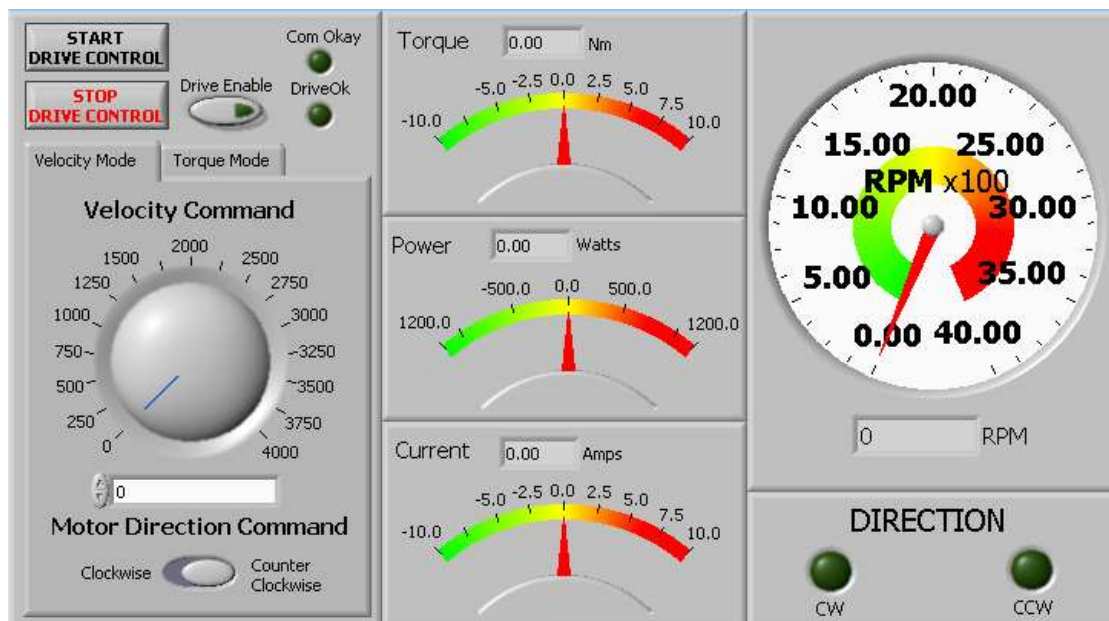 START
DRIVE CONTROL
Com Okay
STOP
DRIVE CONTROL
Drive Enable
DriveOk
Velocity Mode
Torque Mode
Velocity Command
0
250
500
750
1000
1250
1500
2000
2500
2750
3000
3250
3500
3750
4000
0
Motor Direction Command
Clockwise
Counter
Clockwise
Torque 0.00 Nm
-10.0 -5.0 -2.5 0.0 2.5 5.0 7.5 10.0
Power 0.00 Watts
1200.0 -500.0 0.0 500.0 1200.0
Current 0.00 Amps
-10.0 -5.0 -2.5 0.0 2.5 5.0 7.5 10.0
20.00
15.00 25.00
RPM x100
10.00 30.00
5.00 35.00
0.00 40.00
0 RPM
DIRECTION
CW CCW